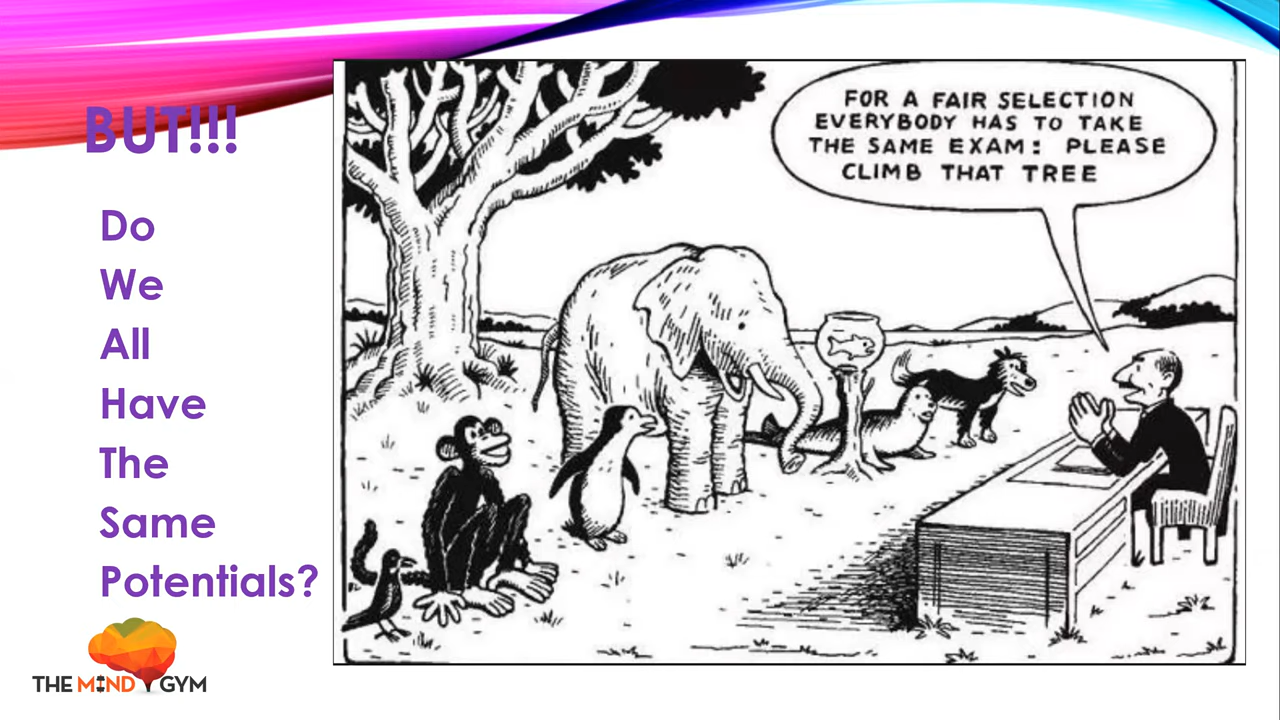 BUT!!!
Do
We
All
Have
The
Same
Potentials?
THE MIND GYM
FOR A FAIR SELECTION
EVERYBODY HAS TO TAKE
THE SAME EXAM: PLEASE
CLIMB THAT TREE